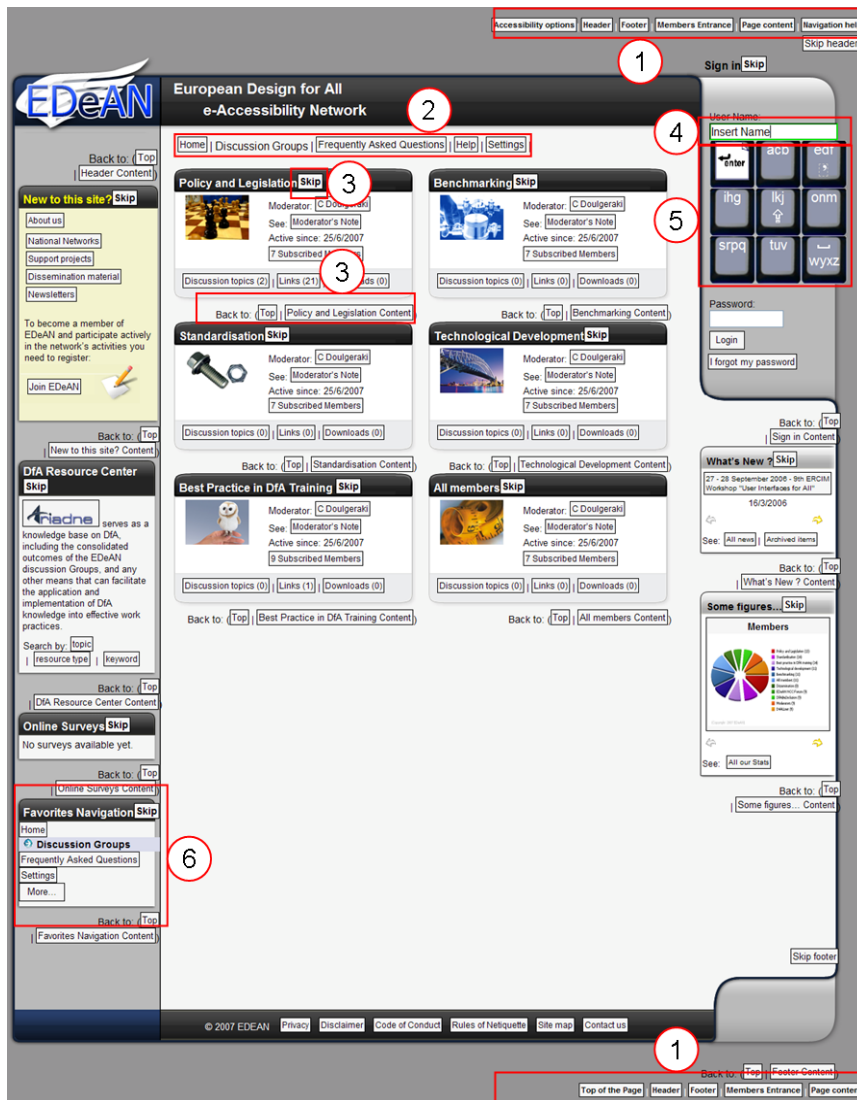 Accessibility options Header Footer Members Entrance Page content Navigation hel
Skip header
1
Sign in Skip
EDeAN
European Design for All
e-Accessibility Network
2
Home | Discussion Groups | Frequently Asked Questions | Help | Settings |
Back to: (Top
| Header Content)
New to this site? Skip
About us
National Networks
Support projects
Dissemination material
Newsletters
To become a member of
EDeAN and participate actively
in the network's activities you
need to register:
Join EDeAN
Back to: (Top
| New to this site? Content)
DfA Resource Center
Skip
Ariadne serves as a
knowledge base on DfA,
including the consolidated
outcomes of the EDeAN
discussion Groups, and any
other means that can facilitate
the application and
implementation of DfA
knowledge into effective work
practices.
Search by: topic
| resource type | keyword
Back to: (Top
| DfA Resource Center Content)
Online Surveys Skip
No surveys available yet.
Back to: (Top
| Online Surveys Content)
Favorites Navigation Skip
Home
Discussion Groups
Frequently Asked Questions
Settings
More...
6
Back to: (Top
| Favorites Navigation Content)
Policy and Legislation Skip
3
Moderator: C Doulgeraki
See: Moderator's Note
Active since: 25/6/2007
7 Subscribed Members
3
Discussion topics (2) | Links (21) (0)
Back to: (Top | Policy and Legislation Content)
Benchmarking Skip
Moderator: C Doulgeraki
See: Moderator's Note
Active since: 25/6/2007
7 Subscribed Members
Discussion topics (0) | Links (0) | Downloads (0)
Back to: (Top | Benchmarking Content)
Standardisation Skip
Moderator: C Doulgeraki
See: Moderator's Note
Active since: 25/6/2007
7 Subscribed Members
Discussion topics (0) | Links (0) | Downloads (0)
Back to: (Top | Standardisation Content)
Technological Development Skip
Moderator: C Doulgeraki
See: Moderator's Note
Active since: 25/6/2007
7 Subscribed Members
Discussion topics (0) | Links (0) | Downloads (0)
Back to: (Top | Technological Development Content)
Best Practice in DfA Training Skip
Moderator: C Doulgeraki
See: Moderator's Note
Active since: 25/6/2007
9 Subscribed Members
Discussion topics (0) | Links (1) | Downloads (0)
Back to: (Top | Best Practice in DfA Training Content)
All members Skip
Moderator: C Doulgeraki
See: Moderator's Note
Active since: 25/6/2007
7 Subscribed Members
Discussion topics (0) | Links (0) | Downloads (0)
Back to: (Top | All members Content)
User Name:
4
Insert Name
5
enter acb edf
ihg lkj onm
srpq tuv wyxz
Password:
Login
I forgot my password
Back to: (Top
| Sign in Content)
What's New ? Skip
27 - 28 September 2006 - 9th ERCIM
Workshop "User Interfaces for All"
16/3/2006
See: All news | Archived items
Back to: (Top
| What's New ? Content)
Some figures... Skip
Members
See: All our Stats
Back to: (Top
| Some figures... Content)
Skip footer
© 2007 EDEAN Privacy Disclaimer Code of Conduct Rules of Netiquette Site map Contact us
1
Back to: (Top | Footer Content)
Top of the Page Header Footer Members Entrance Page conten